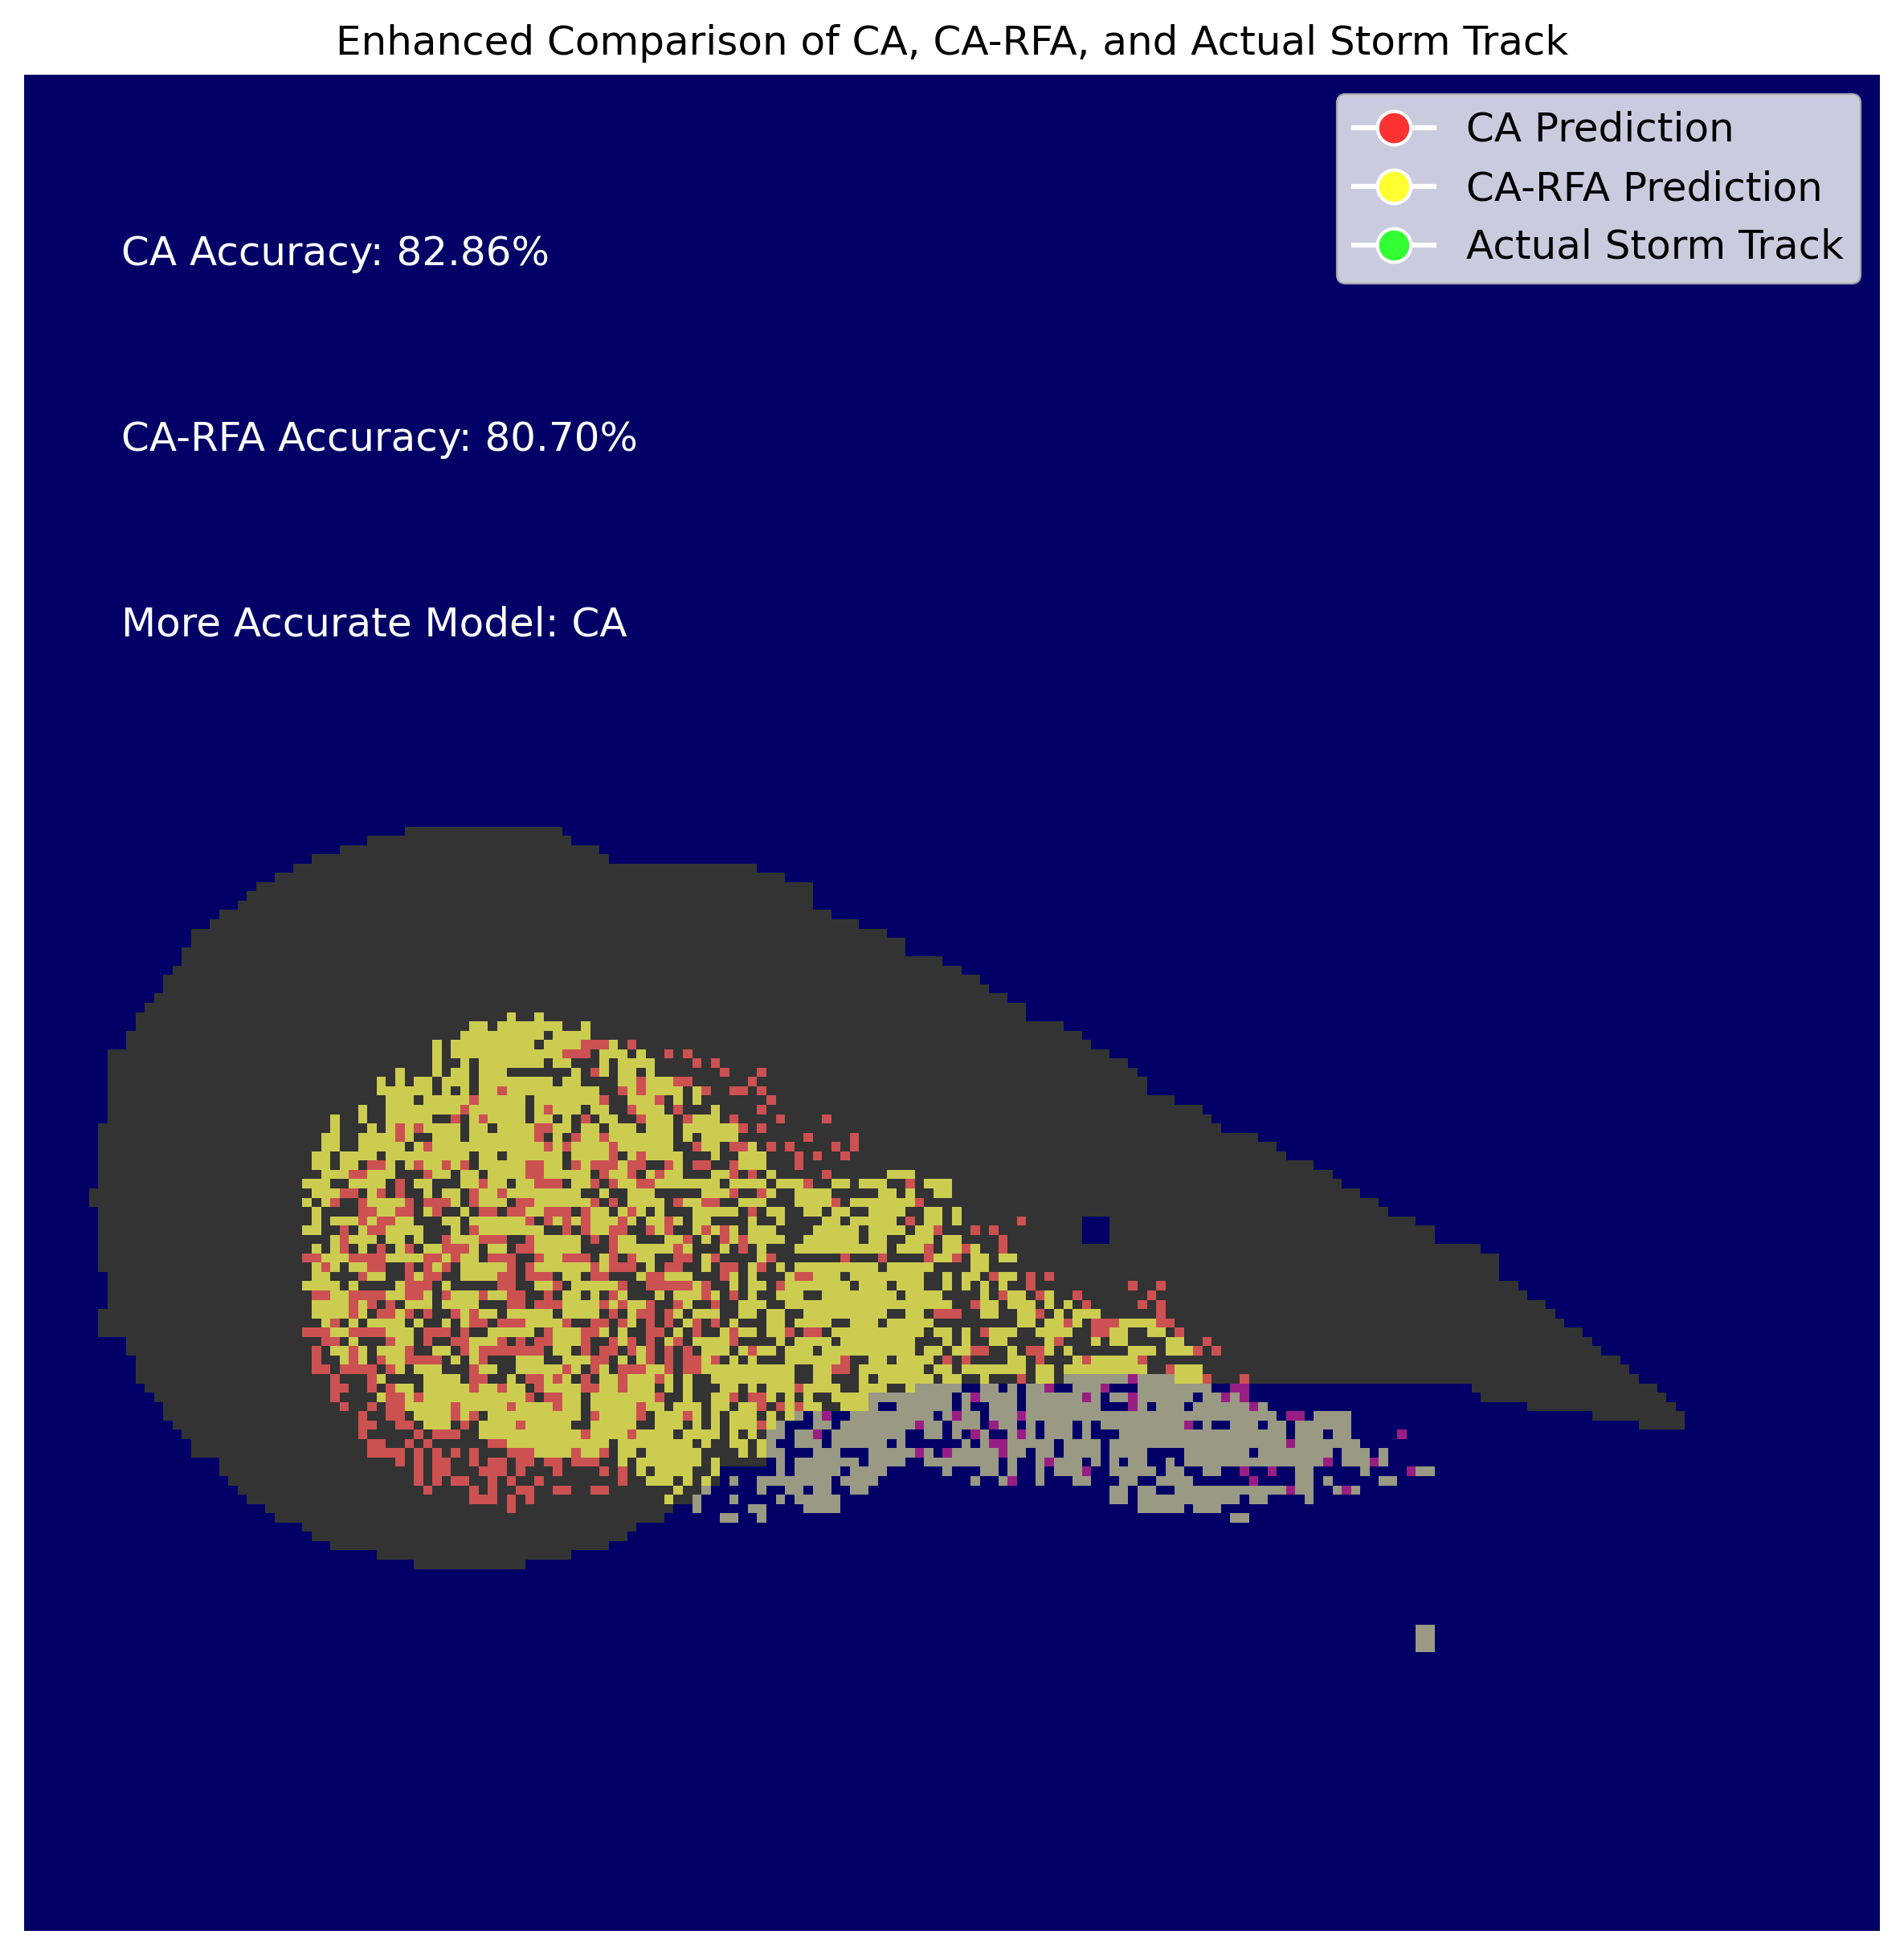 Enhanced Comparison of CA, CA-RFA, and Actual Storm Track
CA Prediction
CA-RFA Prediction
Actual Storm Track
CA Accuracy: 82.86%
CA-RFA Accuracy: 80.70%
More Accurate Model: CA